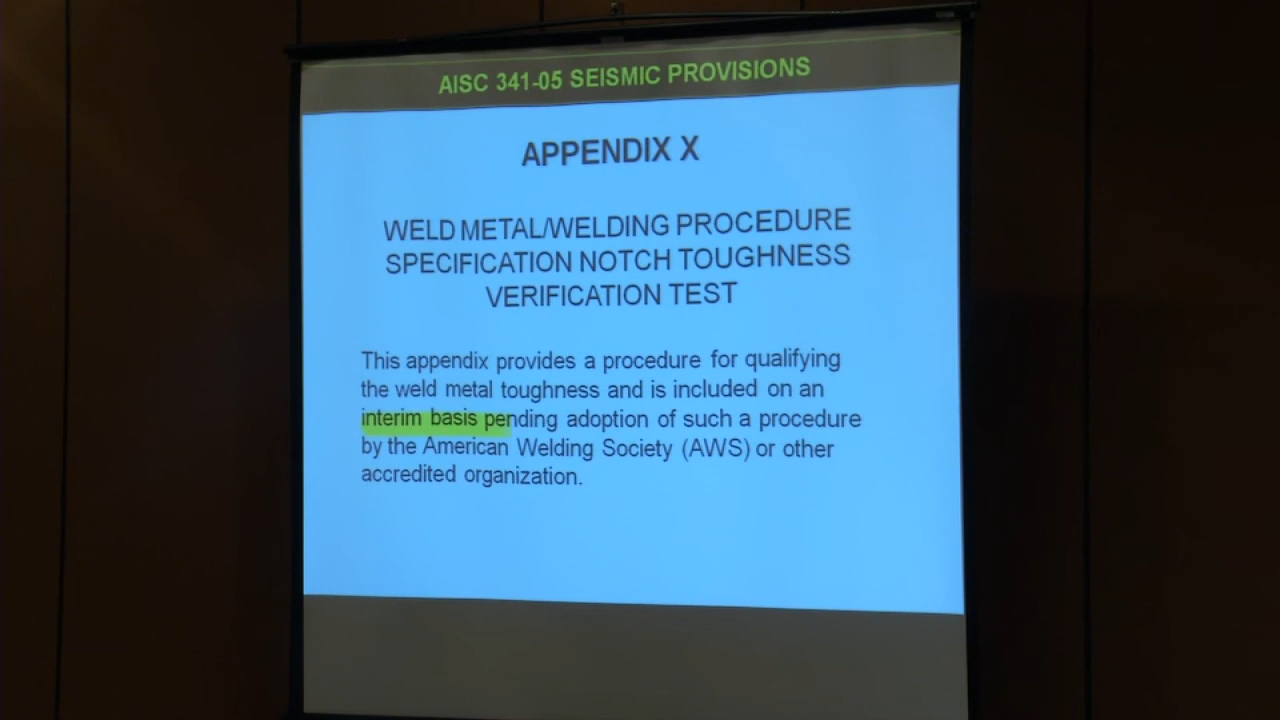 AISC 341-05 SEISMIC PROVISIONS
APPENDIX X
WELD METAL/WELDING PROCEDURE
SPECIFICATION NOTCH TOUGHNESS
VERIFICATION TEST
This appendix provides a procedure for qualifying
the weld metal toughness and is included on an
interim basis pending adoption of such a procedure
by the American Welding Society (AWS) or other
accredited organization.